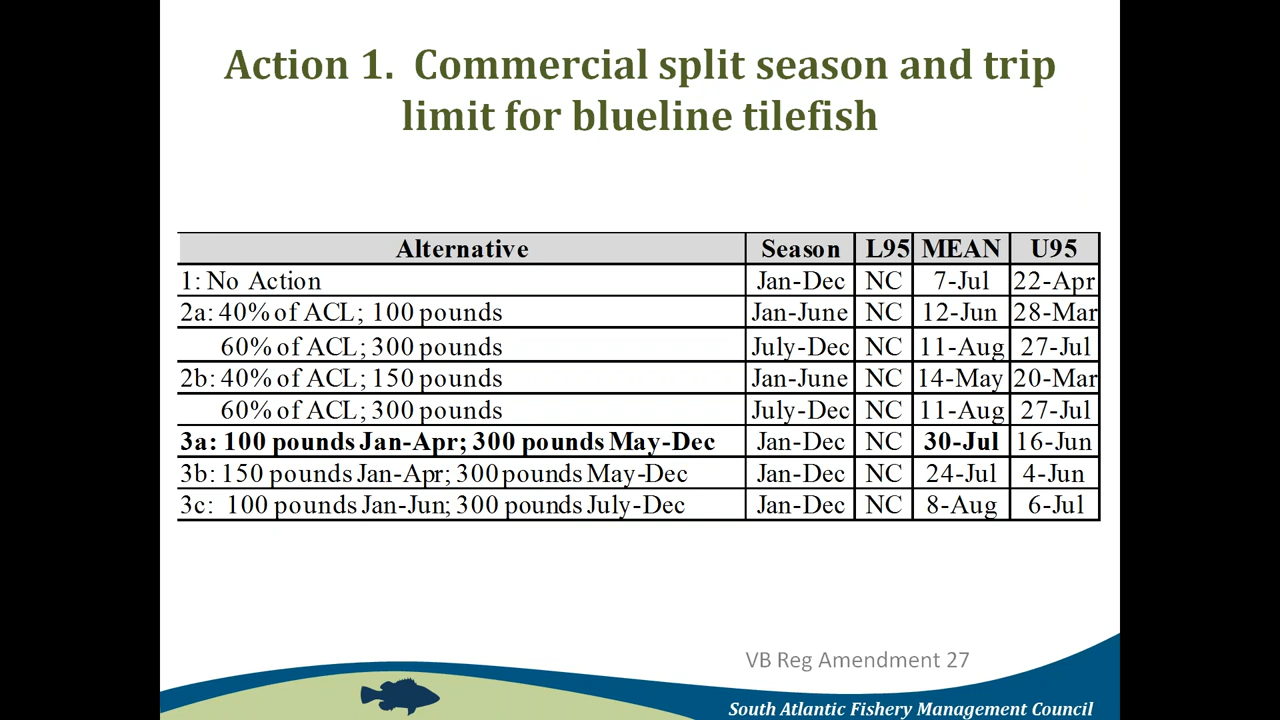 Action 1.  Commercial split season and trip
limit for blueline tilefish
Alternative Season L95 MEAN U95
1: No Action Jan-Dec NC 7-Jul 22-Apr
2a: 40% of ACL; 100 pounds Jan-June NC 12-Jun 28-Mar
60% of ACL; 300 pounds July-Dec NC 11-Aug 27-Jul
2b: 40% of ACL; 150 pounds Jan-June NC 14-May 20-Mar
60% of ACL; 300 pounds July-Dec NC 11-Aug 27-Jul
3a: 100 pounds Jan-Apr; 300 pounds May-Dec Jan-Dec NC 30-Jul 16-Jun
3b: 150 pounds Jan-Apr; 300 pounds May-Dec Jan-Dec NC 24-Jul 4-Jun
3c:  100 pounds Jan-Jun; 300 pounds July-Dec Jan-Dec NC 8-Aug 6-Jul
VB Reg Amendment 27
South Atlantic Fishery Management Council